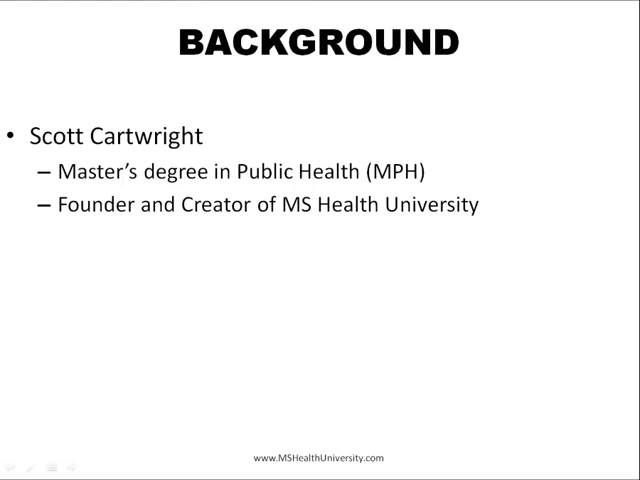 BACKGROUND
• Scott Cartwright
– Master’s degree in Public Health (MPH)
– Founder and Creator of MS Health University
www.MSHealthUniversity.com